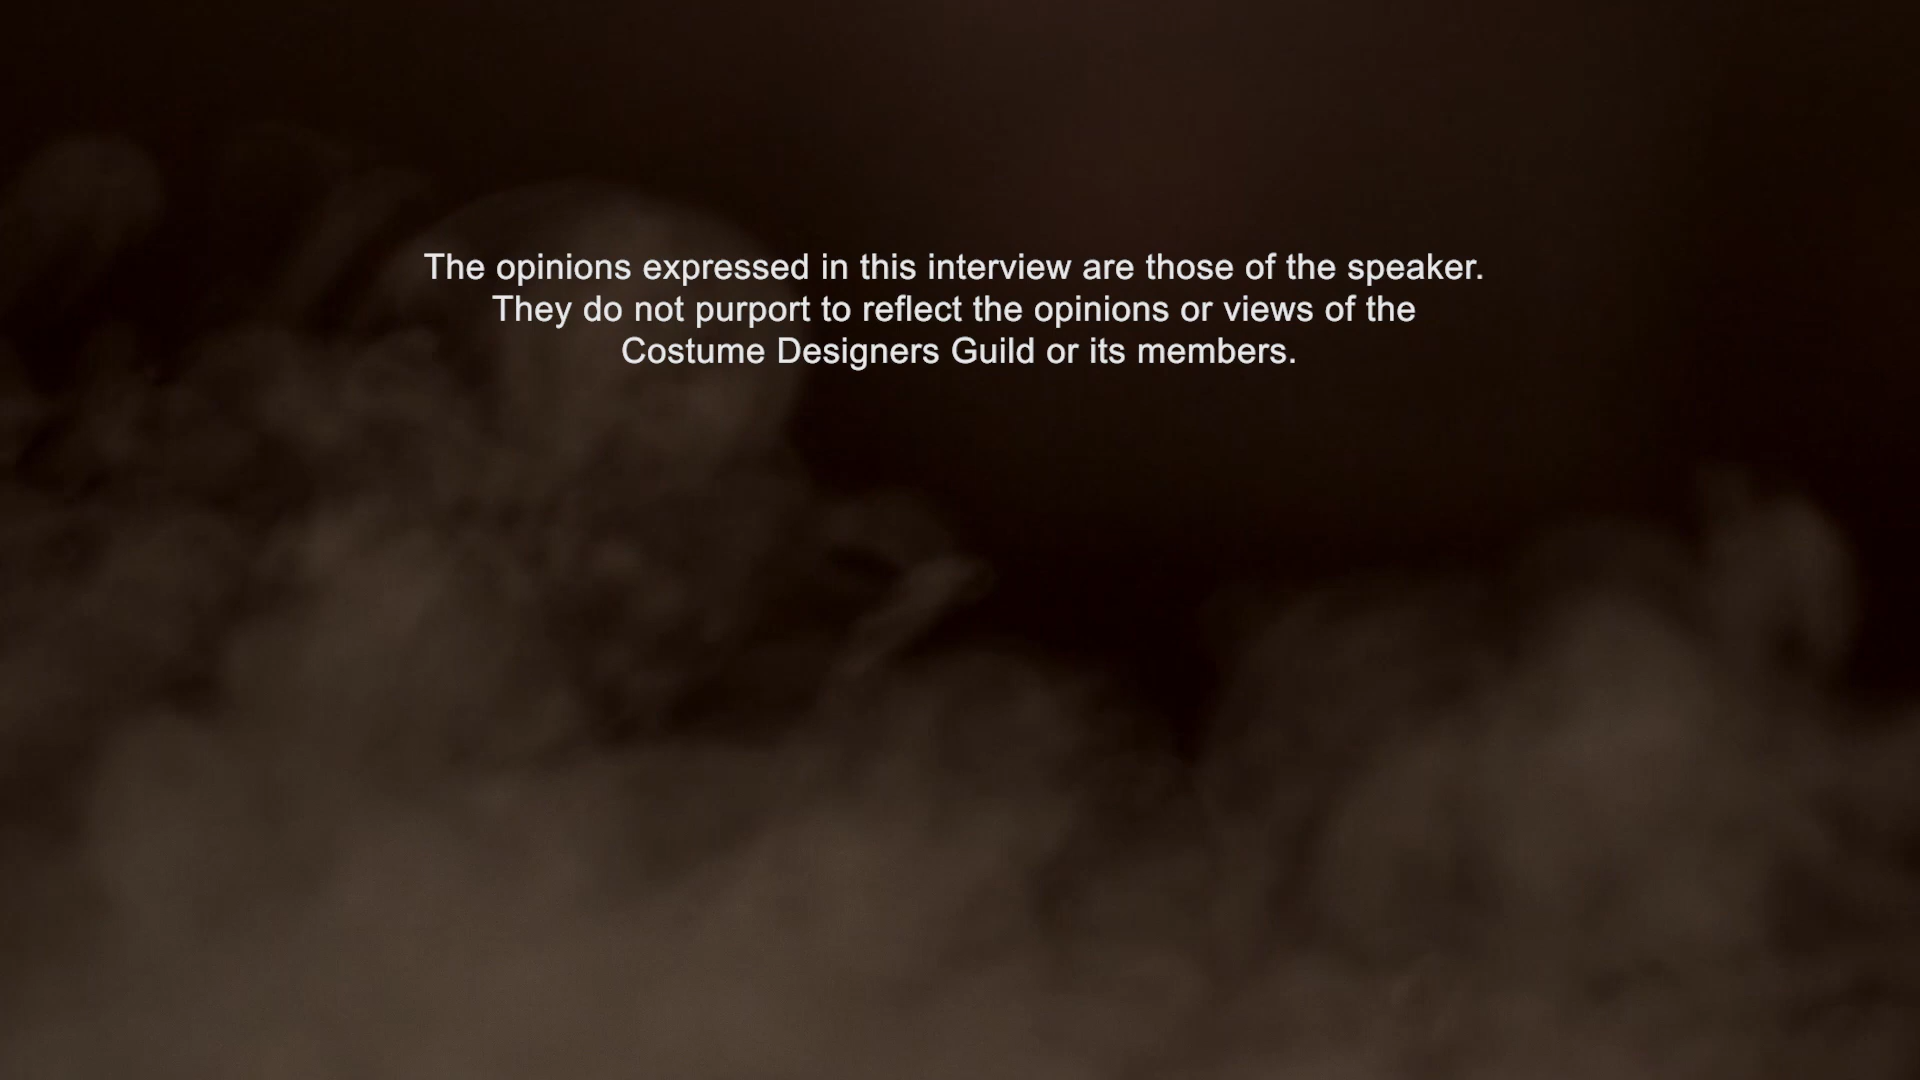 The opinions expressed in this interview are those of the speaker.
They do not purport to reflect the opinions or views of the
Costume Designers Guild or its members.